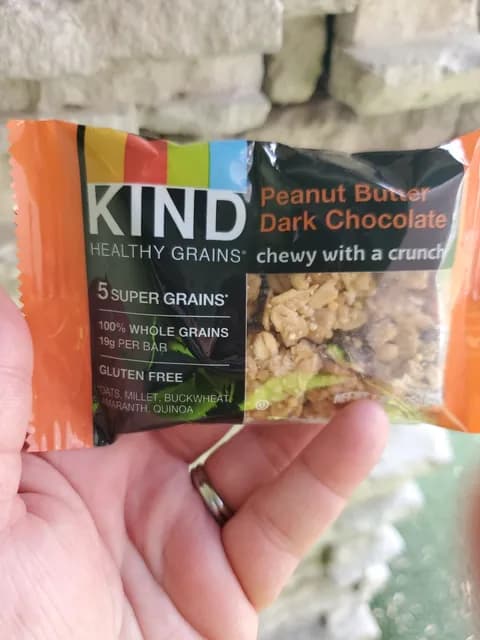 KIND
HEALTHY GRAINS®
Peanut Butter
Dark Chocolate
chewy with a crunch
5 SUPER GRAINS*
100% WHOLE GRAINS
19g PER BAR
GLUTEN FREE
*OATS, MILLET, BUCKWHEAT,
AMARANTH, QUINOA